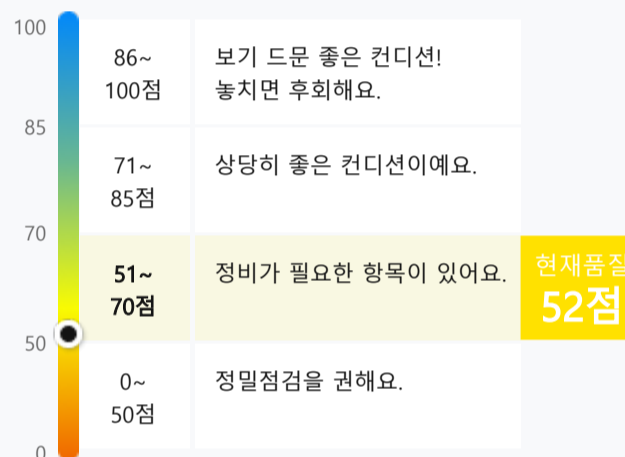 100
86~
100점
보기 드문 좋은 컨디션!
놓치면 후회해요.
85
71~
85점
상당히 좋은 컨디션이예요.
70
51~
70점
정비가 필요한 항목이 있어요.
현재품질
52점
50
0~
50점
정밀점검을 권해요.
0